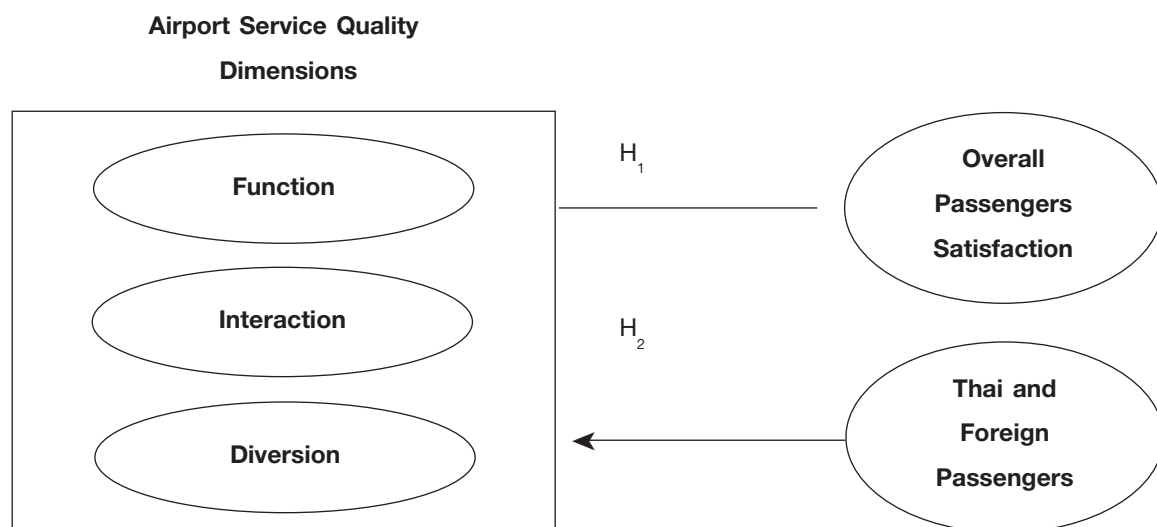 Airport Service Quality
Dimensions
Function
Interaction
Diversion
H₁
H₂
Overall
Passengers
Satisfaction
Thai and
Foreign
Passengers